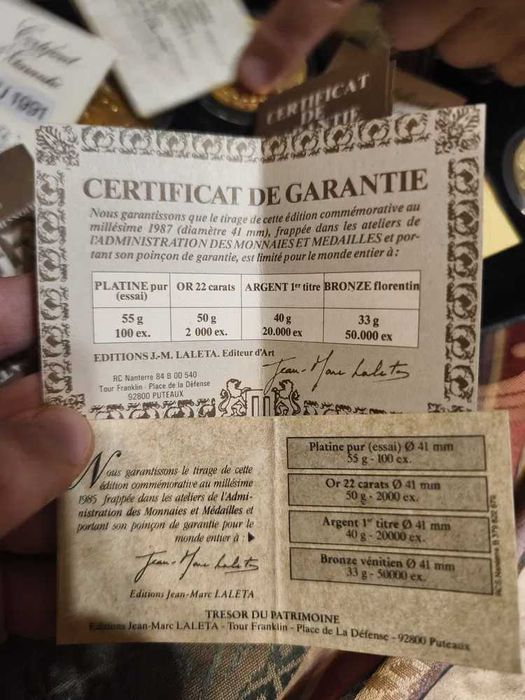 Certificat
1991
CERTIFICAT
DE
CERTIFICAT DE GARANTIE
Nous garantissons que le tirage de cette édition commémorative au
millésime 1987 (diamètre 41 mm), frappée dans les ateliers de
l'ADMINISTRATION DES MONNAIES ET MEDAILLES et por-
tant son poinçon de garantie, est limité pour le monde entier à :
PLATINE pur OR 22 carats ARGENT 1er titre BRONZE florentin
(essai)
55 g 50 g 40 g 33 g
100 ex. 2 000 ex. 20.000 ex 50.000 ex
EDITIONS J-M. LALETA. Editeur d'Art
Jean-Marc Laleta
RC Nanterre 84 B 00 540
Tour Franklin - Place de la Défense
92800 PUTEAUX
Nous garantissons le tirage de cette
édition commémorative au millésime
1985 frappée dans les ateliers de l'Admi-
nistration des Monnaies et Médailles et
portant son poinçon de garantie pour le
monde entier à : ▶
Jean-Marc Laleta
Editions Jean-Marc LALETA
Platine pur (essai) Ø 41 mm
55 g - 100 ex.
Or 22 carats Ø 41 mm
50 g - 2000 ex.
Argent 1er titre Ø 41 mm
40 g - 20000 ex.
Bronze vénitien Ø 41 mm
33 g - 50000 ex.
TRESOR DU PATRIMOINE
Editions Jean-Marc LALETA - Tour Franklin - Place de La Défense - 92800 Puteaux